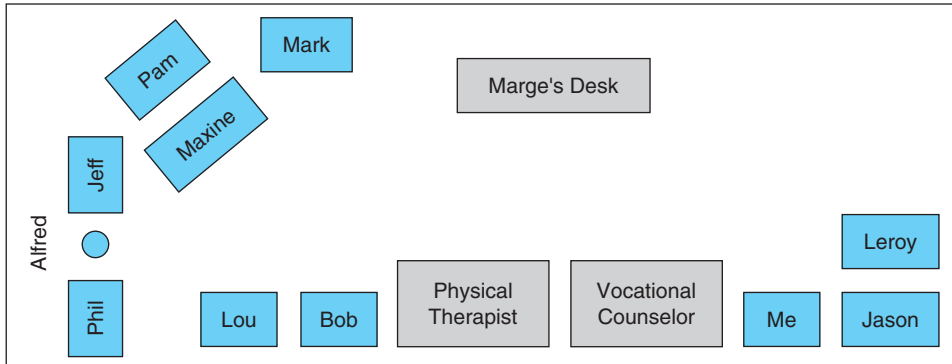 Mark
Pam
Marge's Desk
Maxine
Jeff
Alfred
Leroy
Phil
Lou
Bob
Physical
Therapist
Vocational
Counselor
Me
Jason